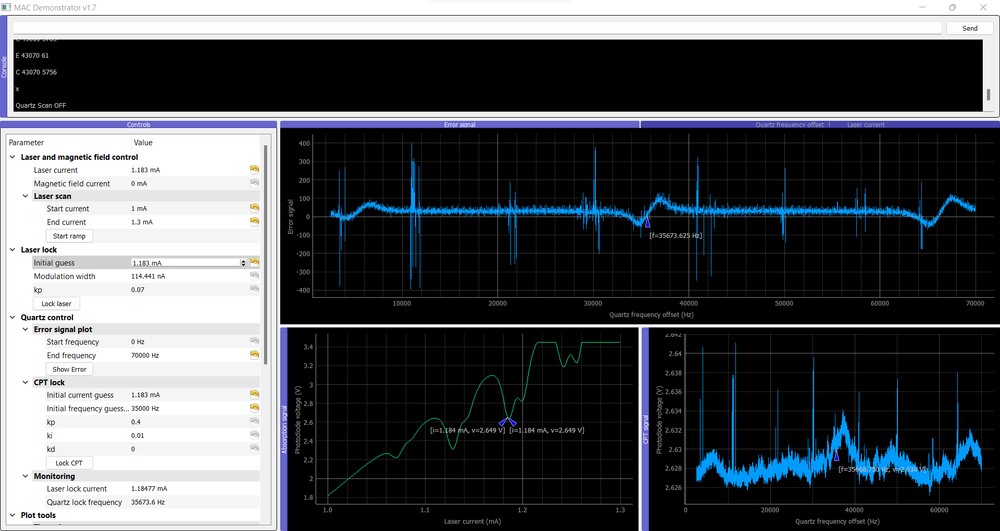 MAC Demonstrator v1.7
Send
Console
E 43070 61
C 43070 5756
x
Quartz Scan OFF
Controls
Parameter Value
Laser and magnetic field control
Laser current 1.183 mA
Magnetic field current 0 mA
Laser scan
Start current 1 mA
End current 1.3 mA
Start ramp
Laser lock
Initial guess 1.183 mA
Modulation width 114.441 nA
kp 0.07
Lock laser
Quartz control
Error signal plot
Start frequency 0 Hz
End frequency 70000 Hz
Show Error
CPT lock
Initial current guess 1.183 mA
Initial frequency guess... 35000 Hz
kp 0.4
ki 0.01
kd 0
Lock CPT
Monitoring
Laser lock current 1.18477 mA
Quartz lock frequency 35673.6 Hz
Plot tools
Error signal
Quartz frequency offset
Laser current
400
300
200
100
0
-100
-200
-300
-400
Error signal
[f=35673.625 Hz]
10000 20000 30000 40000 50000 60000 70000
Quartz frequency offset (Hz)
Absorption signal
Photodiode voltage (V)
3.4
3.2
3
2.8
2.6
2.4
2.2
2
1.8
[i=1.184 mA, v=2.649 V] [i=1.184 mA, v=2.649 V]
1.0 1.1 1.2 1.3
Laser current (mA)
CPT signal
Photodiode voltage (V)
2.642
2.64
2.638
2.636
2.634
2.632
2.63
2.628
2.626
[f=35668.750 Hz, v=2.630 V]
0 20000 40000 60000
Quartz frequency offset (Hz)